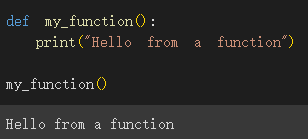 def my_function():
    print("Hello from a function")
my_function()
Hello from a function